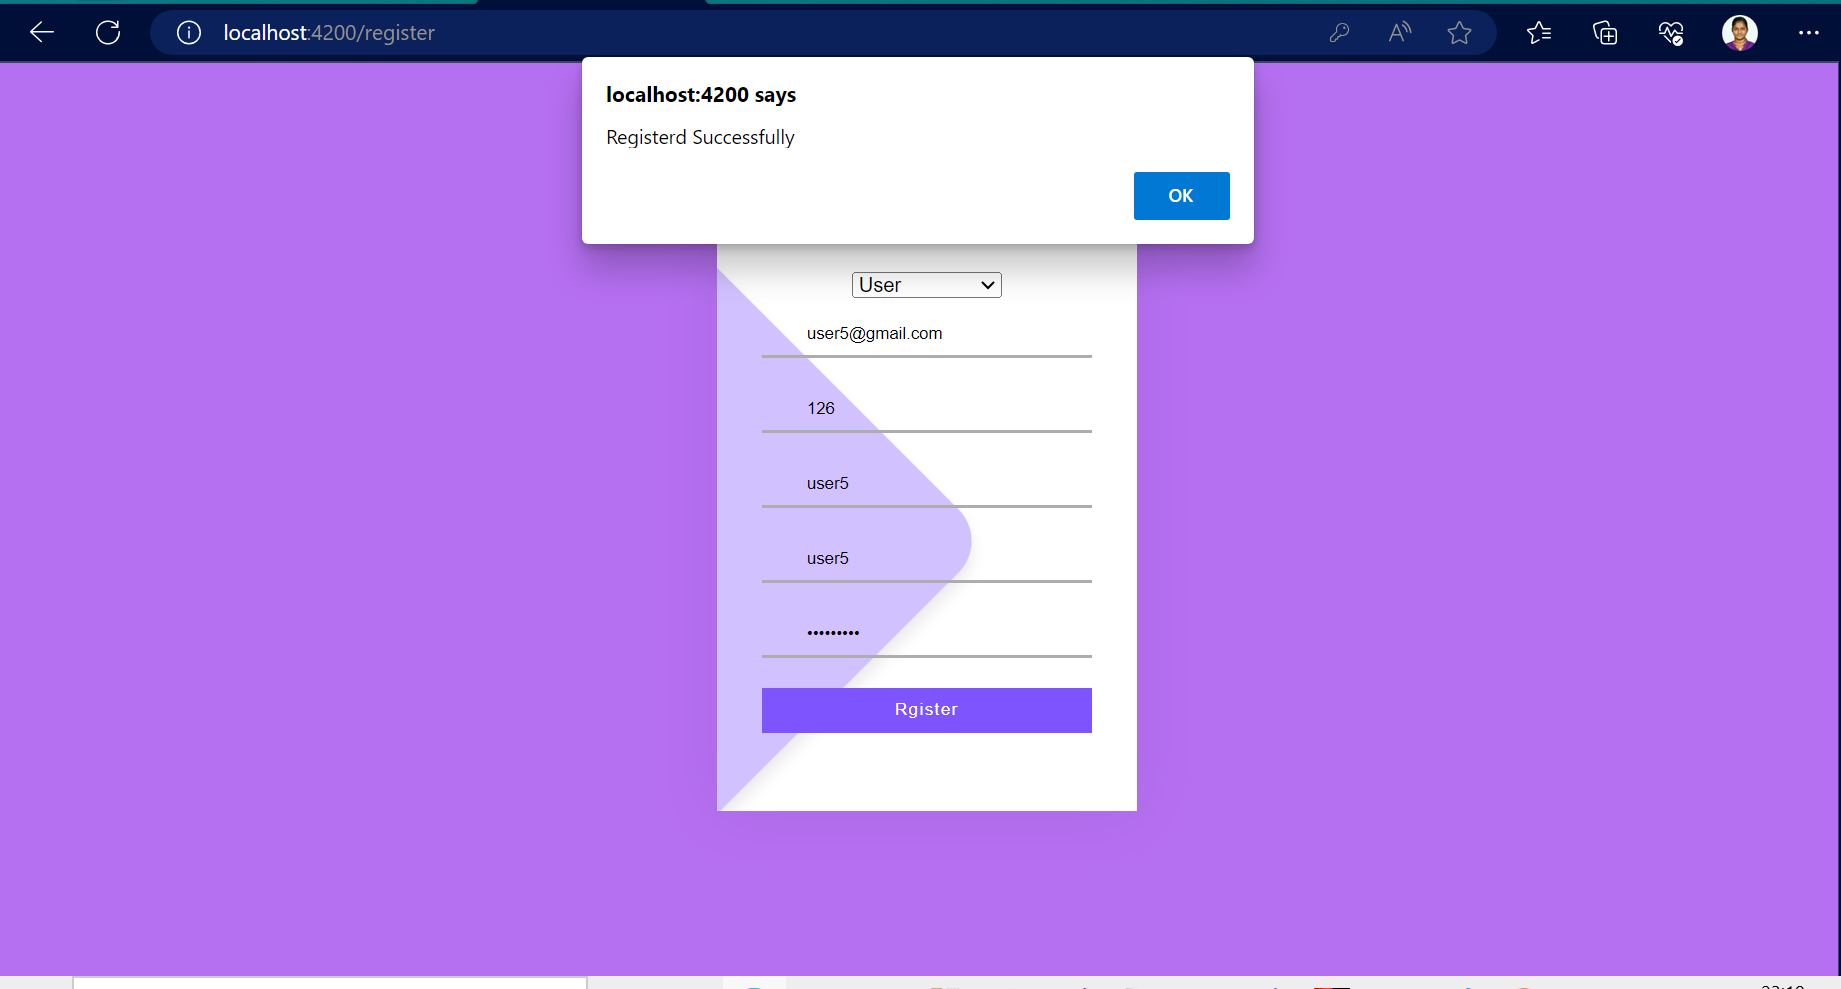 localhost:4200/register
localhost:4200 says
Registerd Successfully
OK
User
user5@gmail.com
126
user5
user5
•••••••••
Rgister